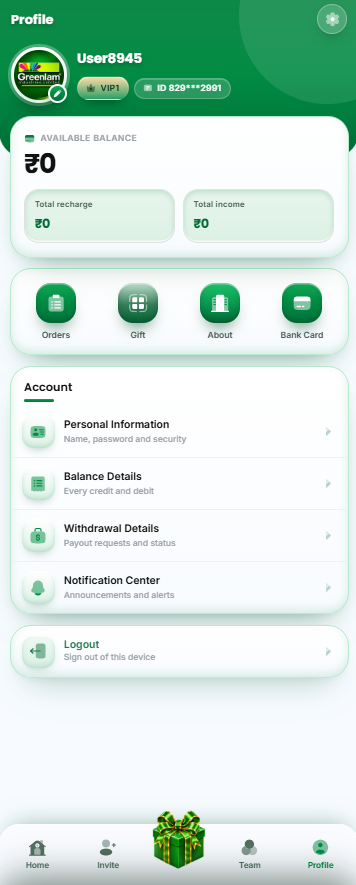 Profile
Greenlam
User8945
VIP1
ID 829***2991
AVAILABLE BALANCE
₹0
Total recharge
₹0
Total income
₹0
Orders
Gift
About
Bank Card
Account
Personal Information
Name, password and security
Balance Details
Every credit and debit
Withdrawal Details
Payout requests and status
Notification Center
Announcements and alerts
Logout
Sign out of this device
Home
Invite
Team
Profile